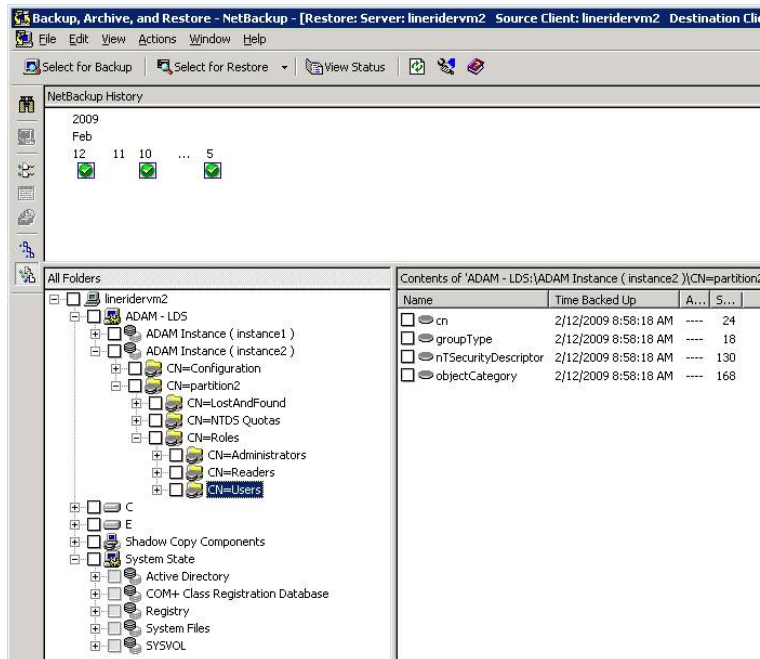 Backup, Archive, and Restore - NetBackup - [Restore: Server: lineridervm2 Source Client: lineridervm2 Destination Clie
File Edit View Actions Window Help
Select for Backup Select for Restore View Status
NetBackup History
2009
Feb
12 11 10 ... 5
All Folders
lineridervm2
ADAM - LDS
ADAM Instance ( instance1 )
ADAM Instance ( instance2 )
CN=Configuration
CN=partition2
CN=LostAndFound
CN=NTDS Quotas
CN=Roles
CN=Administrators
CN=Readers
CN=Users
C
E
Shadow Copy Components
System State
Active Directory
COM+ Class Registration Database
Registry
System Files
SYSVOL
Contents of 'ADAM - LDS:\ADAM Instance ( instance2 )\CN=partition2
Name Time Backed Up A... S...
cn 2/12/2009 8:58:18 AM ---- 24
groupType 2/12/2009 8:58:18 AM ---- 18
nTSecurityDescriptor 2/12/2009 8:58:18 AM ---- 130
objectCategory 2/12/2009 8:58:18 AM ---- 168